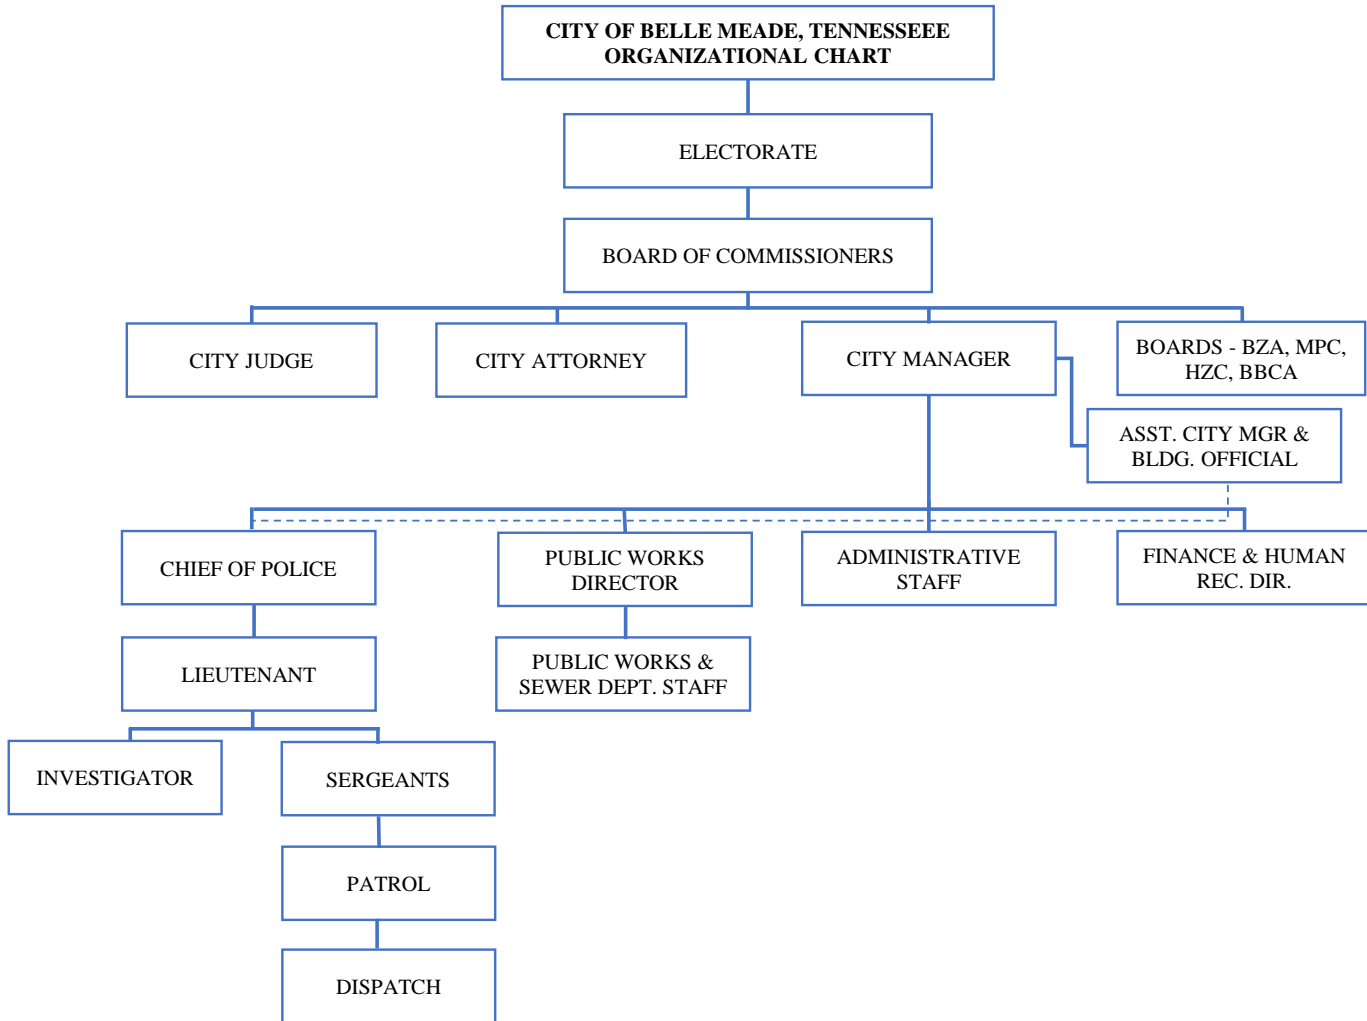 CITY OF BELLE MEADE, TENNESSEEE
ORGANIZATIONAL CHART
ELECTORATE
BOARD OF COMMISSIONERS
CITY JUDGE
CITY ATTORNEY
CITY MANAGER
BOARDS - BZA, MPC,
HZC, BBCA
ASST. CITY MGR &
BLDG. OFFICIAL
CHIEF OF POLICE
PUBLIC WORKS
DIRECTOR
ADMINISTRATIVE
STAFF
FINANCE & HUMAN
REC. DIR.
LIEUTENANT
PUBLIC WORKS &
SEWER DEPT. STAFF
INVESTIGATOR
SERGEANTS
PATROL
DISPATCH